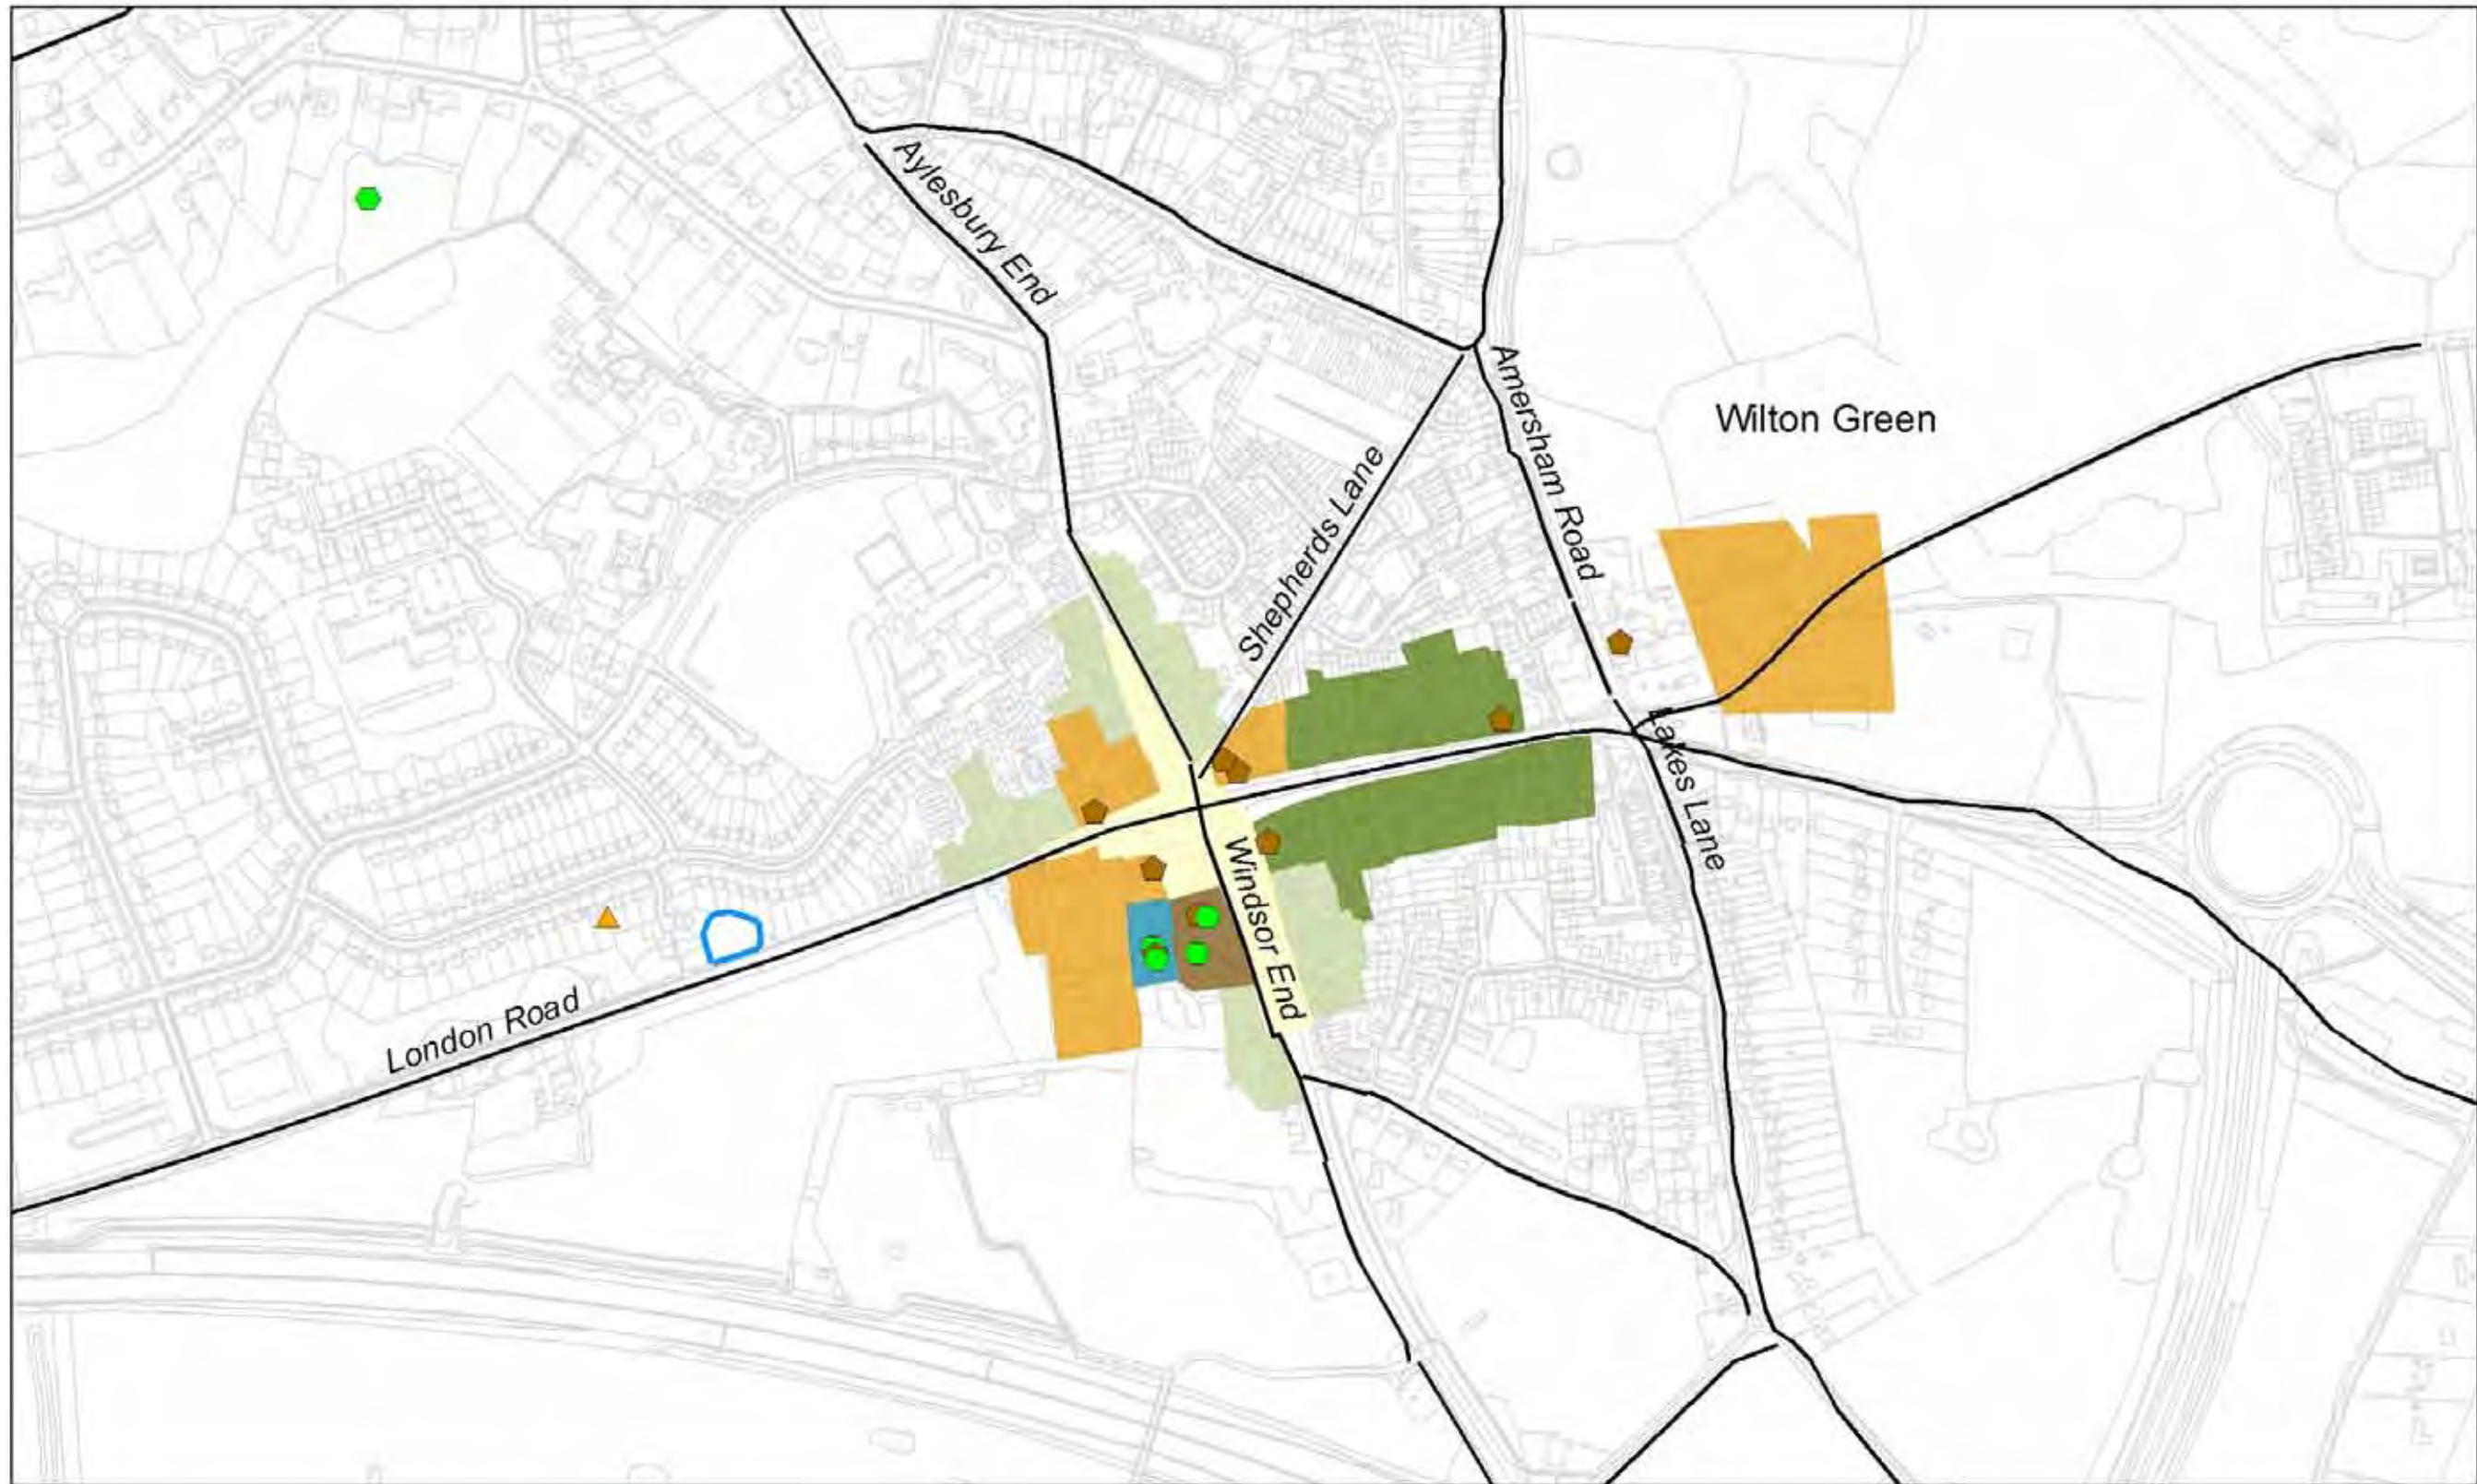 Aylesbury End
Amersham Road
Wilton Green
Shepherds Lane
Lakes Lane
Windsor End
London Road